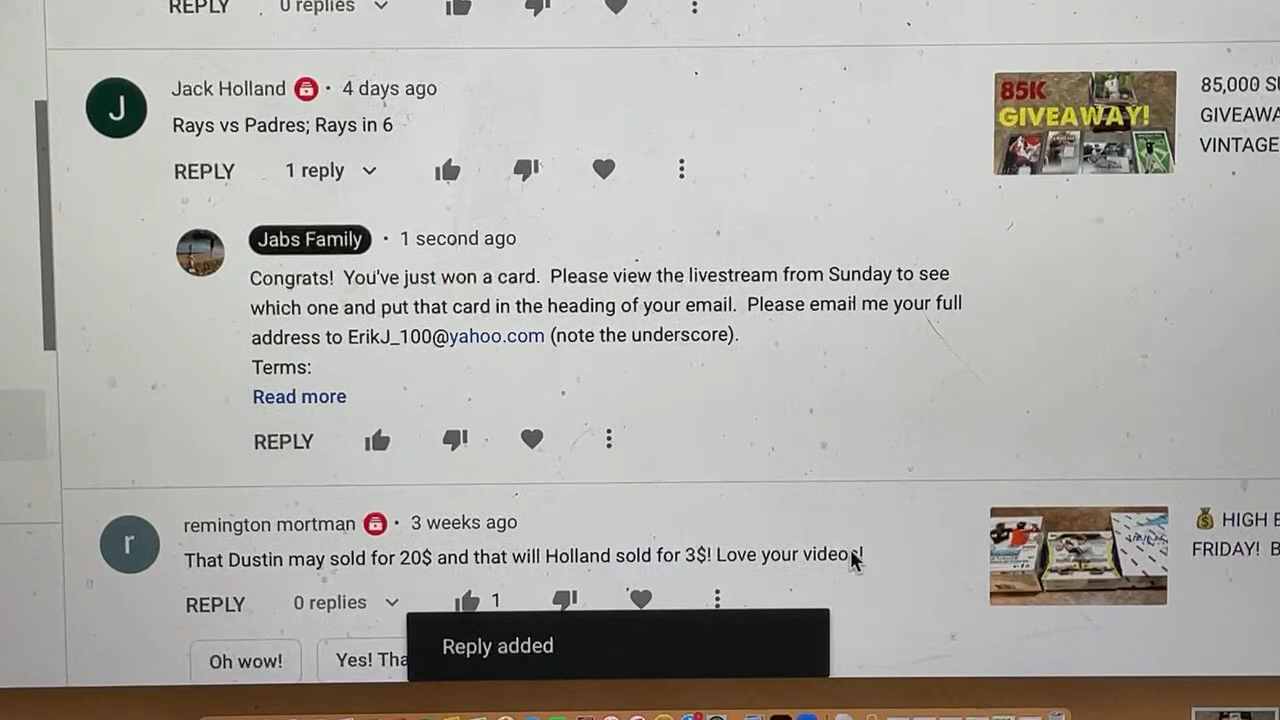 REPLY 0 replies
Jack Holland · 4 days ago
Rays vs Padres; Rays in 6
REPLY 1 reply
85K
GIVEAWAY!
85,000 SU
GIVEAWA
VINTAGE
Jabs Family · 1 second ago
Congrats! You've just won a card. Please view the livestream from Sunday to see
which one and put that card in the heading of your email. Please email me your full
address to ErikJ_100@yahoo.com (note the underscore).
Terms:
Read more
REPLY
remington mortman · 3 weeks ago
That Dustin may sold for 20$ and that will Holland sold for 3$! Love your video!
REPLY 0 replies 1
💰 HIGH E
FRIDAY! B
Oh wow! Yes! Tha
Reply added